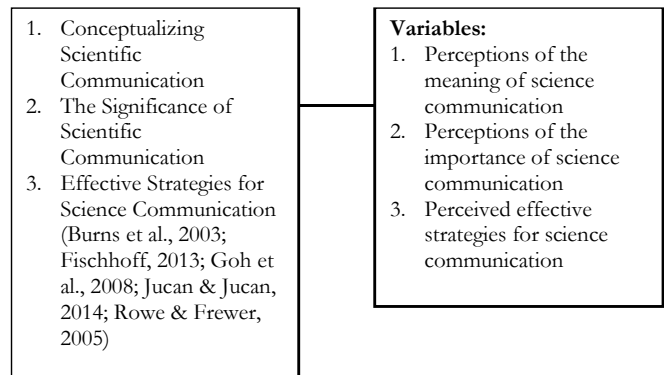 1. Conceptualizing
Scientific
Communication
2. The Significance of
Scientific
Communication
3. Effective Strategies for
Science Communication
(Burns et al., 2003;
Fischhoff, 2013; Goh et
al., 2008; Jucan & Jucan,
2014; Rowe & Frewer,
2005)
Variables:
1. Perceptions of the
meaning of science
communication
2. Perceptions of the
importance of science
communication
3. Perceived effective
strategies for science
communication